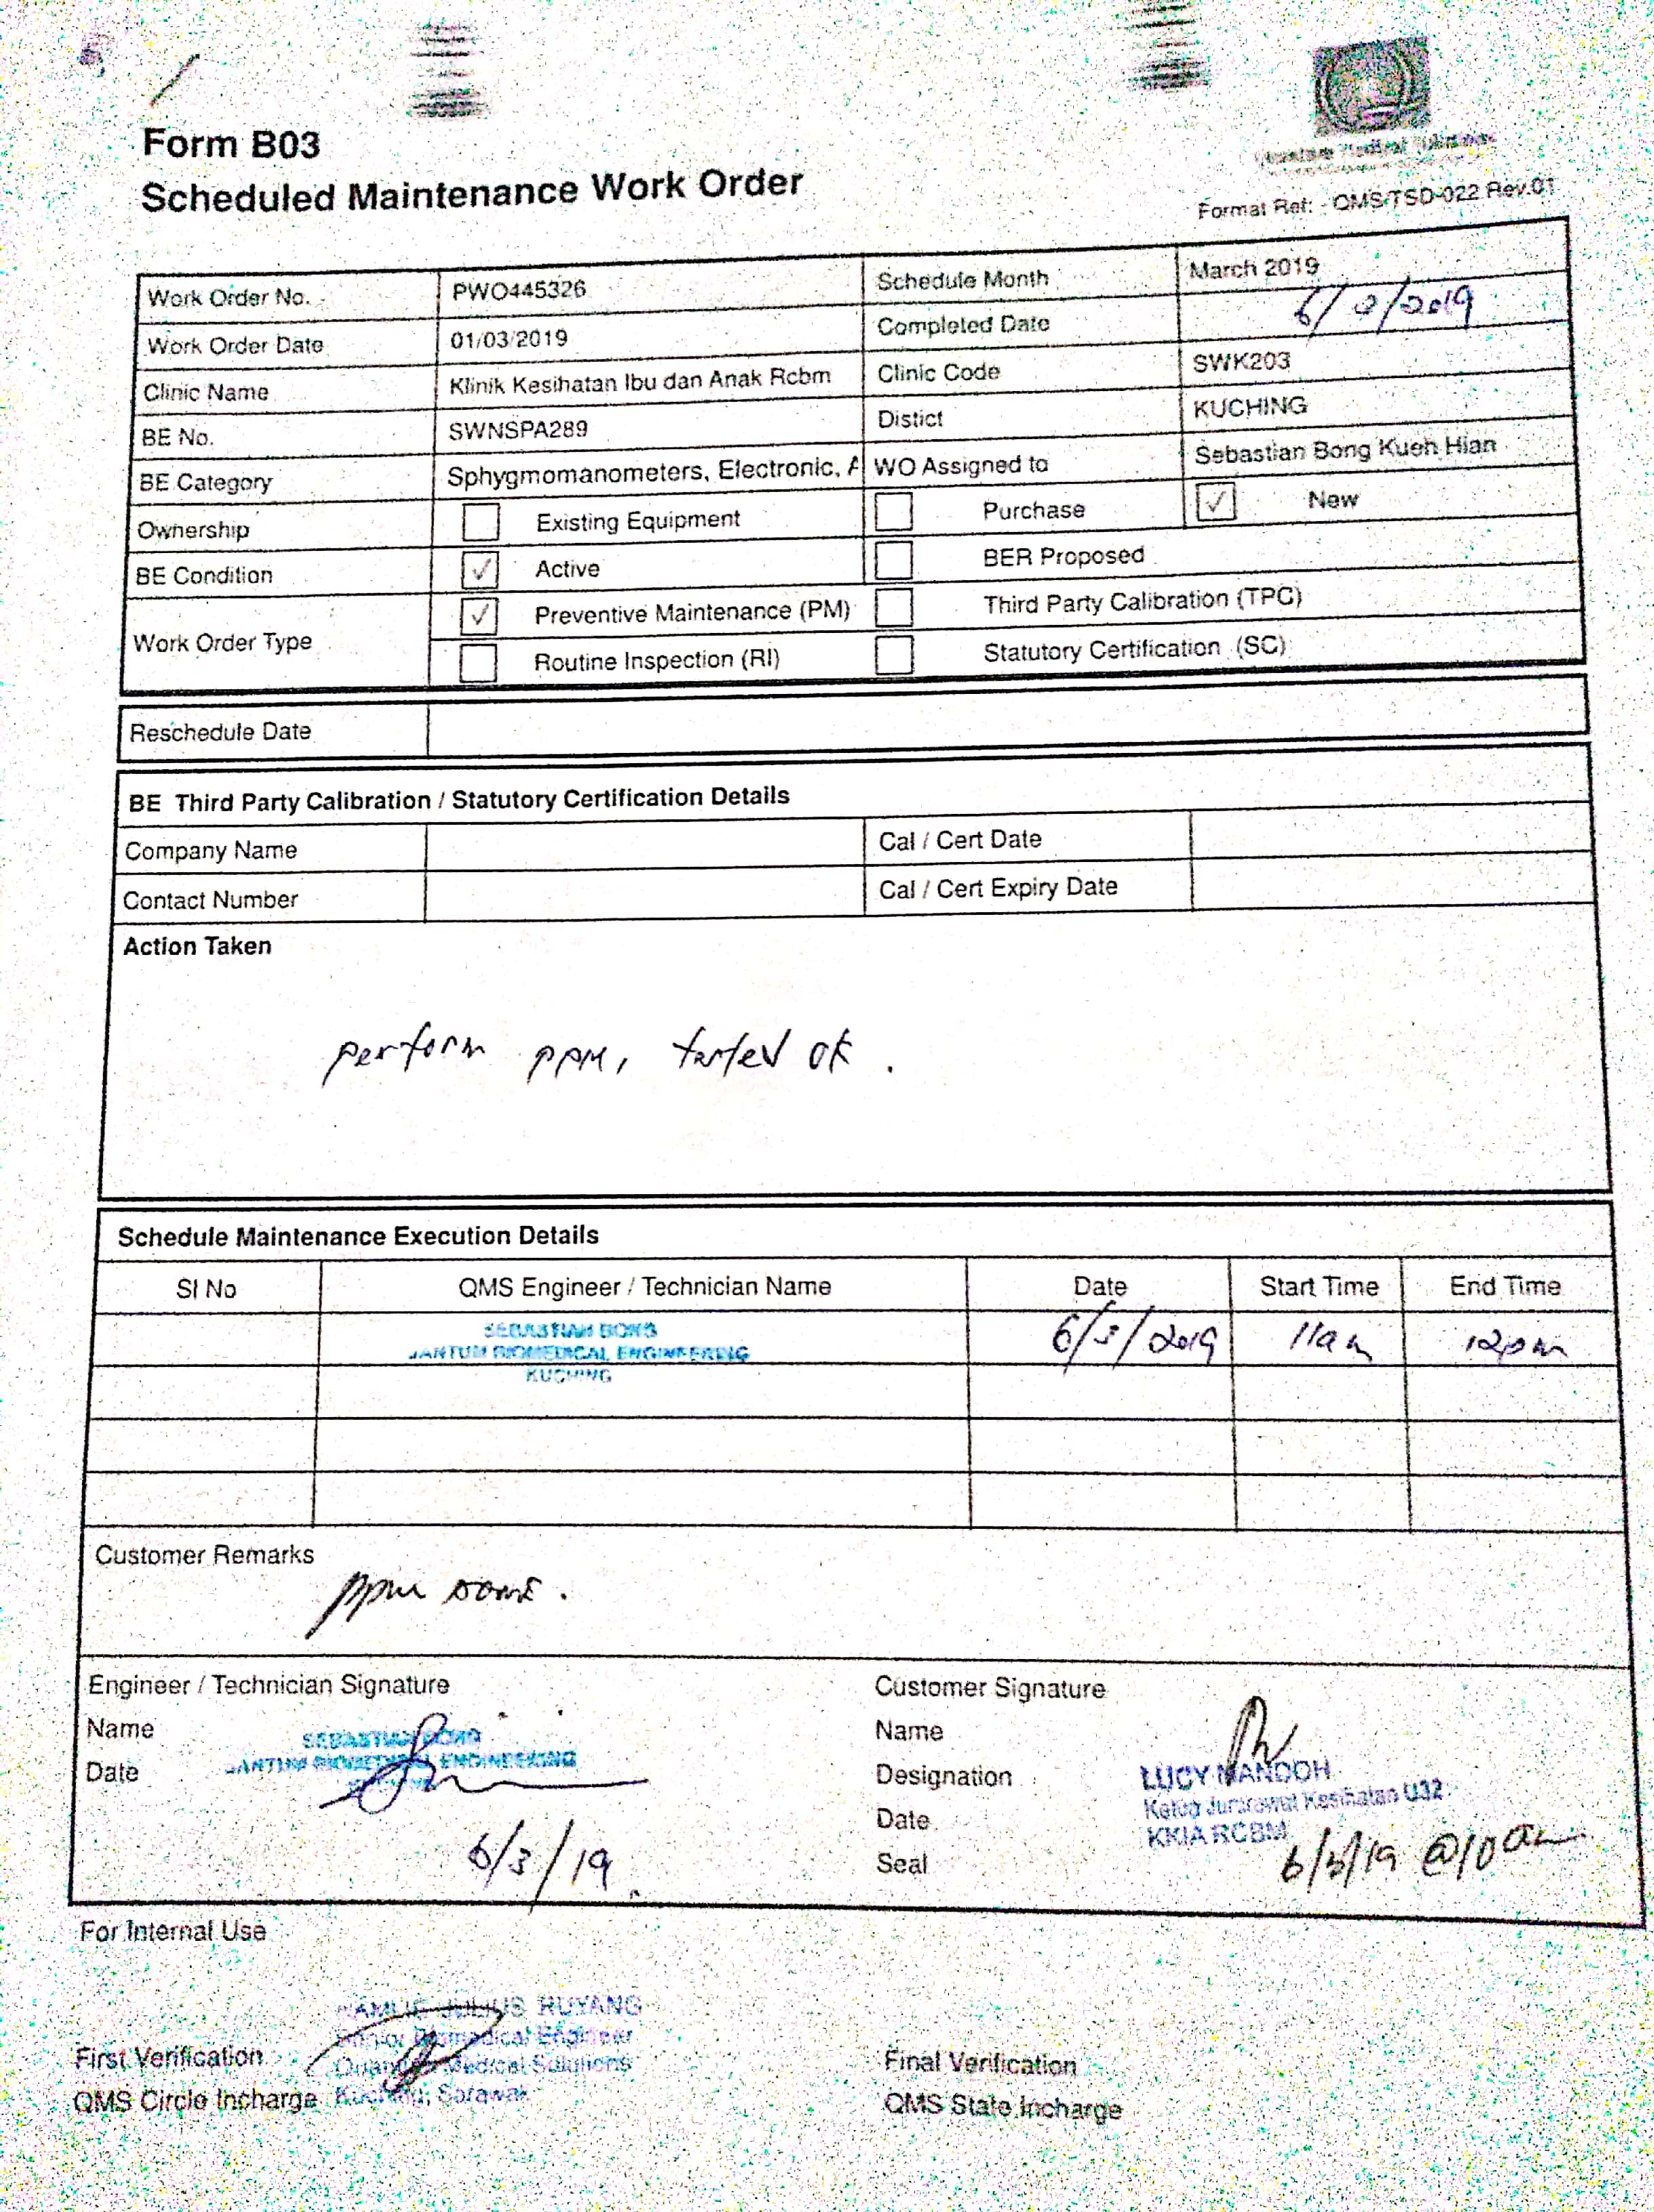 Form B03
Scheduled Maintenance Work Order
Format Ref: - QMS/TSD-022 Rev.01
Work Order No. PWO445326 Schedule Month March 2019
Work Order Date 01/03/2019 Completed Date 6/3/2019
Clinic Name Klinik Kesihatan Ibu dan Anak Rcbm Clinic Code SWK203
BE No. SWNSPA289 Distict KUCHING
BE Category Sphygmomanometers, Electronic, A WO Assigned to Sebastian Bong Kueh Hian
Ownership Existing Equipment Purchase ✓ New
BE Condition ✓ Active BER Proposed
Work Order Type ✓ Preventive Maintenance (PM) Third Party Calibration (TPC)
Routine Inspection (RI) Statutory Certification (SC)
Reschedule Date
BE Third Party Calibration / Statutory Certification Details
Company Name Cal / Cert Date
Contact Number Cal / Cert Expiry Date
Action Taken
perform PPM, tested ok.
Schedule Maintenance Execution Details
Sl No QMS Engineer / Technician Name Date Start Time End Time
SEBASTIAN BONG 6/3/2019 11am 12pm
BIOMEDICAL ENGINEERING
KUCHING
Customer Remarks
ppm DONE.
Engineer / Technician Signature Customer Signature
Name SEBASTIAN BONG Name
Date BIOMEDICAL ENGINEERING Designation LUCY MANDOH
Ketua Jururawat Kesihatan U32
Date KKIA RCBM
6/3/19 Seal 6/3/19 @10am
For Internal Use
JULIUS RUYANG
Senior Biomedical Engineer
First Verification Quantum Medical Solutions Final Verification
QMS Circle Incharge Kuching, Sarawak QMS State Incharge